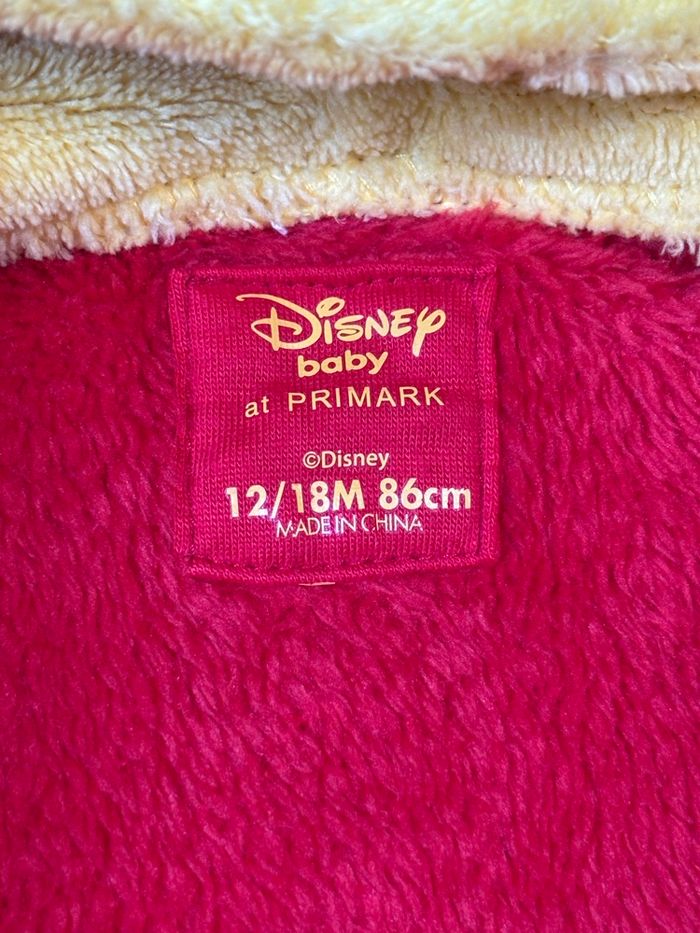 Disney
baby
at PRIMARK
©Disney
12/18M 86cm
MADE IN CHINA